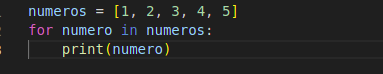 numeros = [1, 2, 3, 4, 5]
for numero in numeros:
    print(numero)